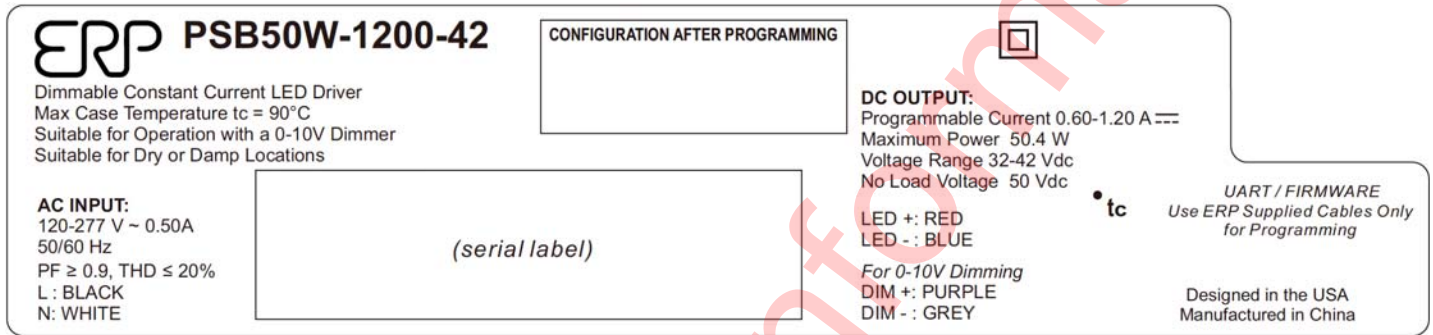 ERP PSB50W-1200-42
Dimmable Constant Current LED Driver
Max Case Temperature tc = 90°C
Suitable for Operation with a 0-10V Dimmer
Suitable for Dry or Damp Locations
CONFIGURATION AFTER PROGRAMMING
AC INPUT:
120-277 V ~ 0.50A
50/60 Hz
PF ≥ 0.9, THD ≤ 20%
L : BLACK
N: WHITE
(serial label)
DC OUTPUT:
Programmable Current 0.60-1.20 A ⎓
Maximum Power 50.4 W
Voltage Range 32-42 Vdc
No Load Voltage 50 Vdc
LED +: RED
LED - : BLUE
For 0-10V Dimming
DIM +: PURPLE
DIM - : GREY
tc
UART / FIRMWARE
Use ERP Supplied Cables Only
for Programming
Designed in the USA
Manufactured in China